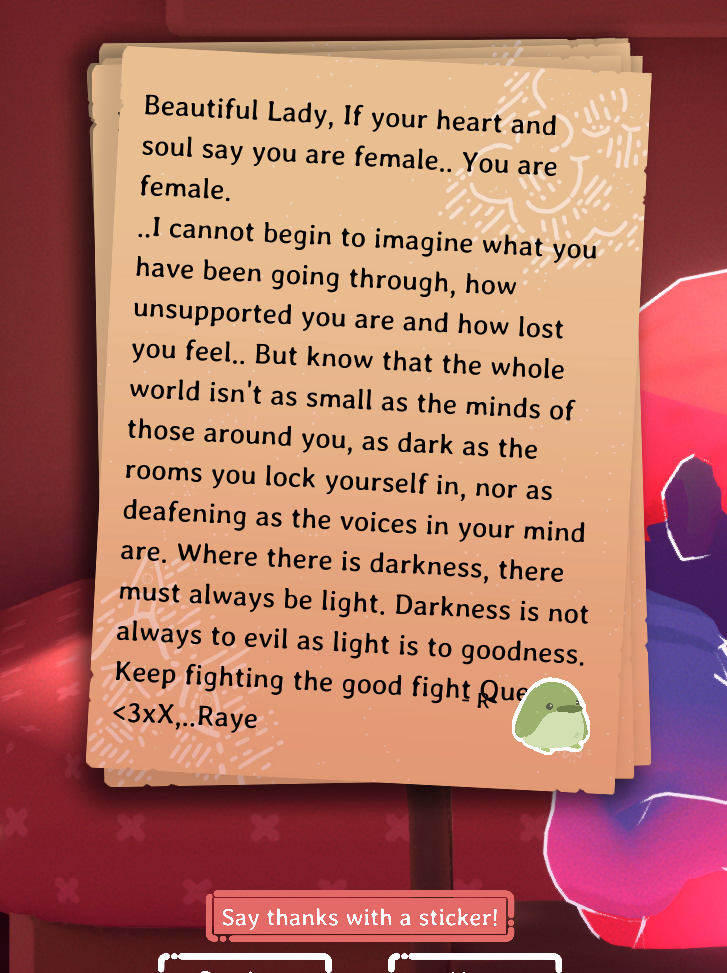 Beautiful Lady, If your heart and
soul say you are female.. You are
female.
..I cannot begin to imagine what you
have been going through, how
unsupported you are and how lost
you feel.. But know that the whole
world isn't as small as the minds of
those around you, as dark as the
rooms you lock yourself in, nor as
deafening as the voices in your mind
are. Where there is darkness, there
must always be light. Darkness is not
always to evil as light is to goodness.
Keep fighting the good fight
- R
<3xX,..Raye
Say thanks with a sticker!